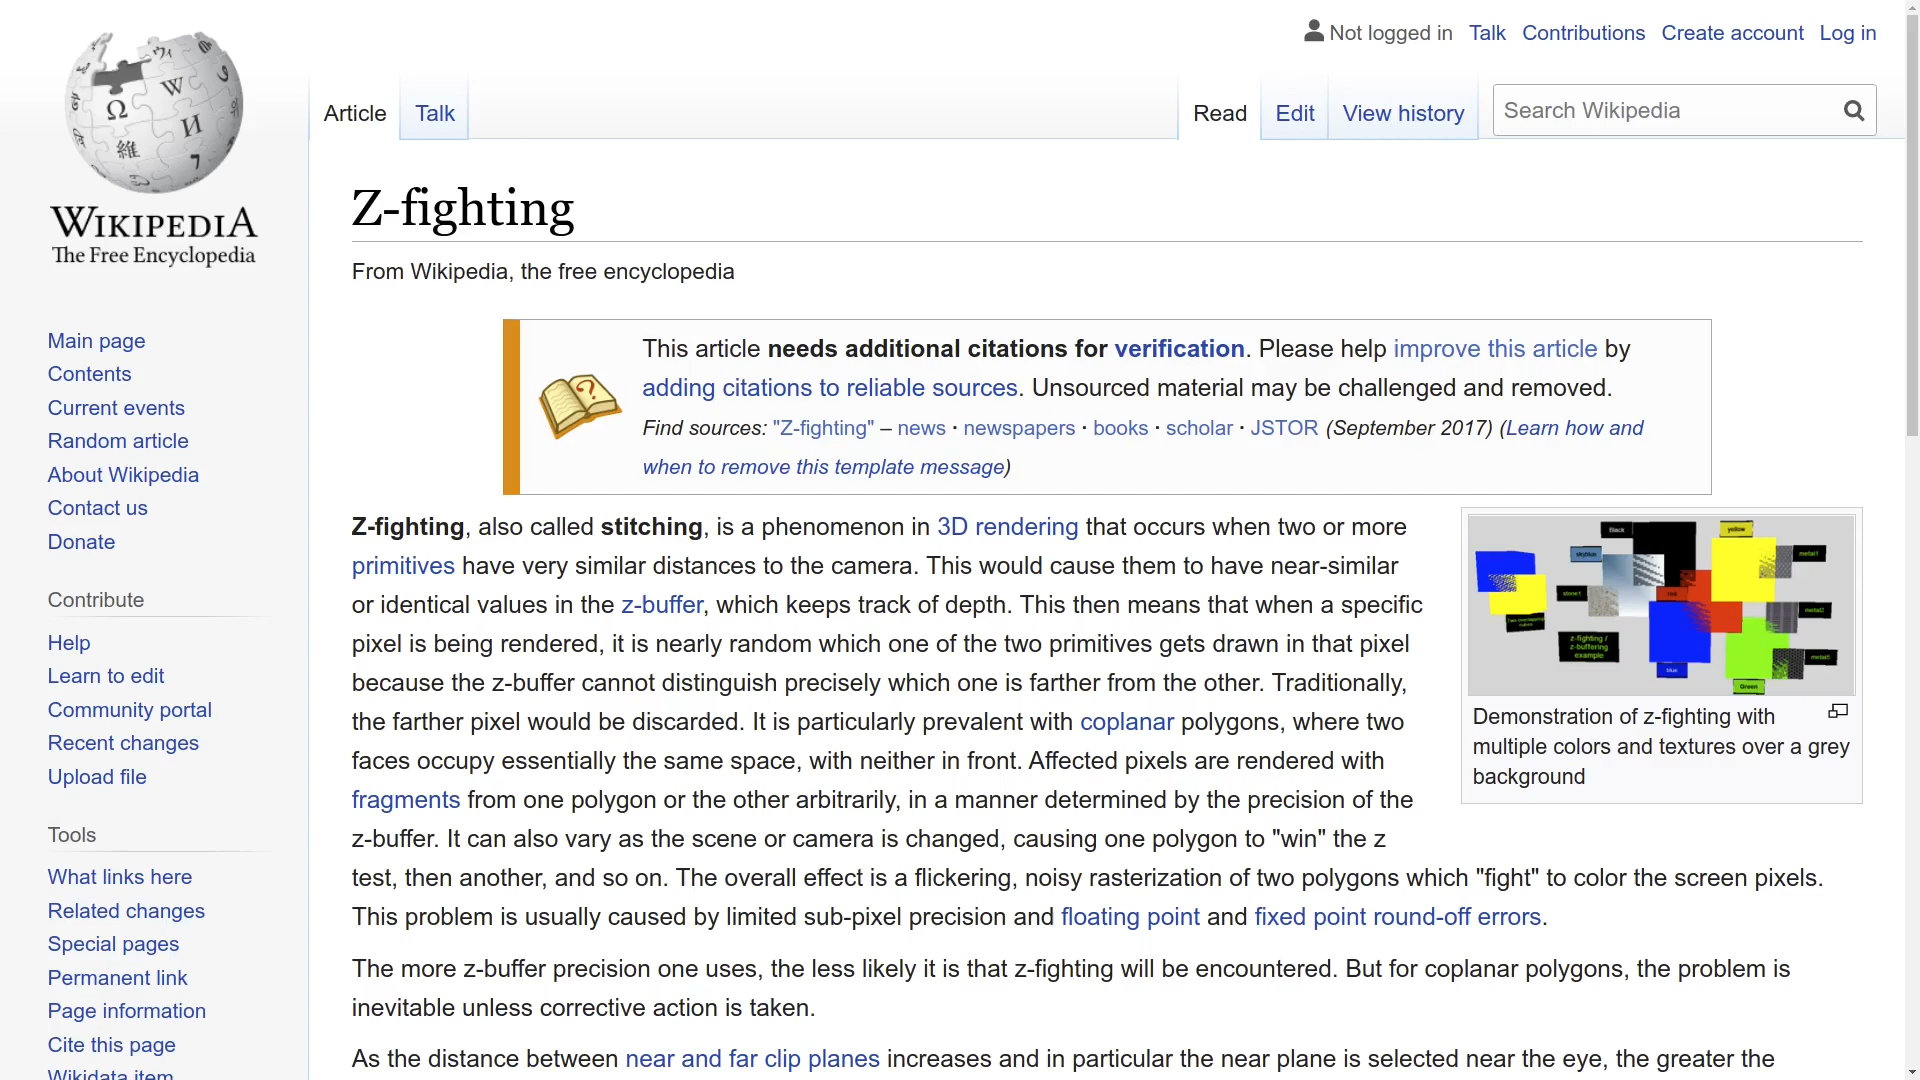 Not logged in Talk Contributions Create account Log in
Article Talk Read Edit View history Search Wikipedia
Ω W И 維
WIKIPEDIA
The Free Encyclopedia
Main page
Contents
Current events
Random article
About Wikipedia
Contact us
Donate
Contribute
Help
Learn to edit
Community portal
Recent changes
Upload file
Tools
What links here
Related changes
Special pages
Permanent link
Page information
Cite this page
Wikidata item
Z-fighting
From Wikipedia, the free encyclopedia
This article needs additional citations for verification. Please help improve this article by
adding citations to reliable sources. Unsourced material may be challenged and removed.
Find sources: "Z-fighting" – news · newspapers · books · scholar · JSTOR (September 2017) (Learn how and
when to remove this template message)
Z-fighting, also called stitching, is a phenomenon in 3D rendering that occurs when two or more
primitives have very similar distances to the camera. This would cause them to have near-similar
or identical values in the z-buffer, which keeps track of depth. This then means that when a specific
pixel is being rendered, it is nearly random which one of the two primitives gets drawn in that pixel
because the z-buffer cannot distinguish precisely which one is farther from the other. Traditionally,
the farther pixel would be discarded. It is particularly prevalent with coplanar polygons, where two
faces occupy essentially the same space, with neither in front. Affected pixels are rendered with
fragments from one polygon or the other arbitrarily, in a manner determined by the precision of the
z-buffer. It can also vary as the scene or camera is changed, causing one polygon to "win" the z
test, then another, and so on. The overall effect is a flickering, noisy rasterization of two polygons which "fight" to color the screen pixels.
This problem is usually caused by limited sub-pixel precision and floating point and fixed point round-off errors.
The more z-buffer precision one uses, the less likely it is that z-fighting will be encountered. But for coplanar polygons, the problem is
inevitable unless corrective action is taken.
As the distance between near and far clip planes increases and in particular the near plane is selected near the eye, the greater the
Black
yellow
skyblue
metal1
stone1
red
metal2
Two overlapping
z-fighting /
z-buffering
example
blue
metal5
Green
Demonstration of z-fighting with
multiple colors and textures over a grey
background